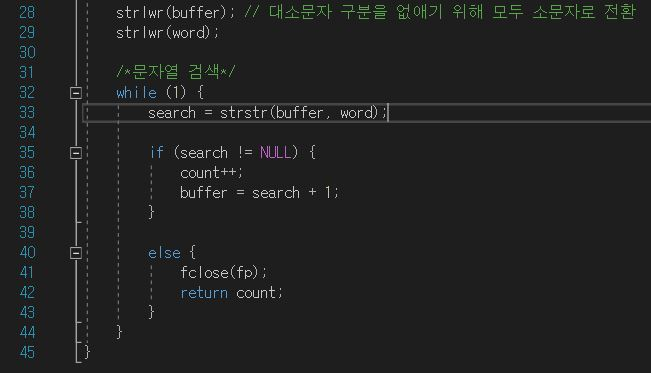 28 strlwr(buffer); // 대소문자 구분을 없애기 위해 모두 소문자로 전환
29 strlwr(word);
30
31 /*문자열 검색*/
32 while (1) {
33 search = strstr(buffer, word);
34
35 if (search != NULL) {
36 count++;
37 buffer = search + 1;
38 }
39
40 else {
41 fclose(fp);
42 return count;
43 }
44 }
45 }